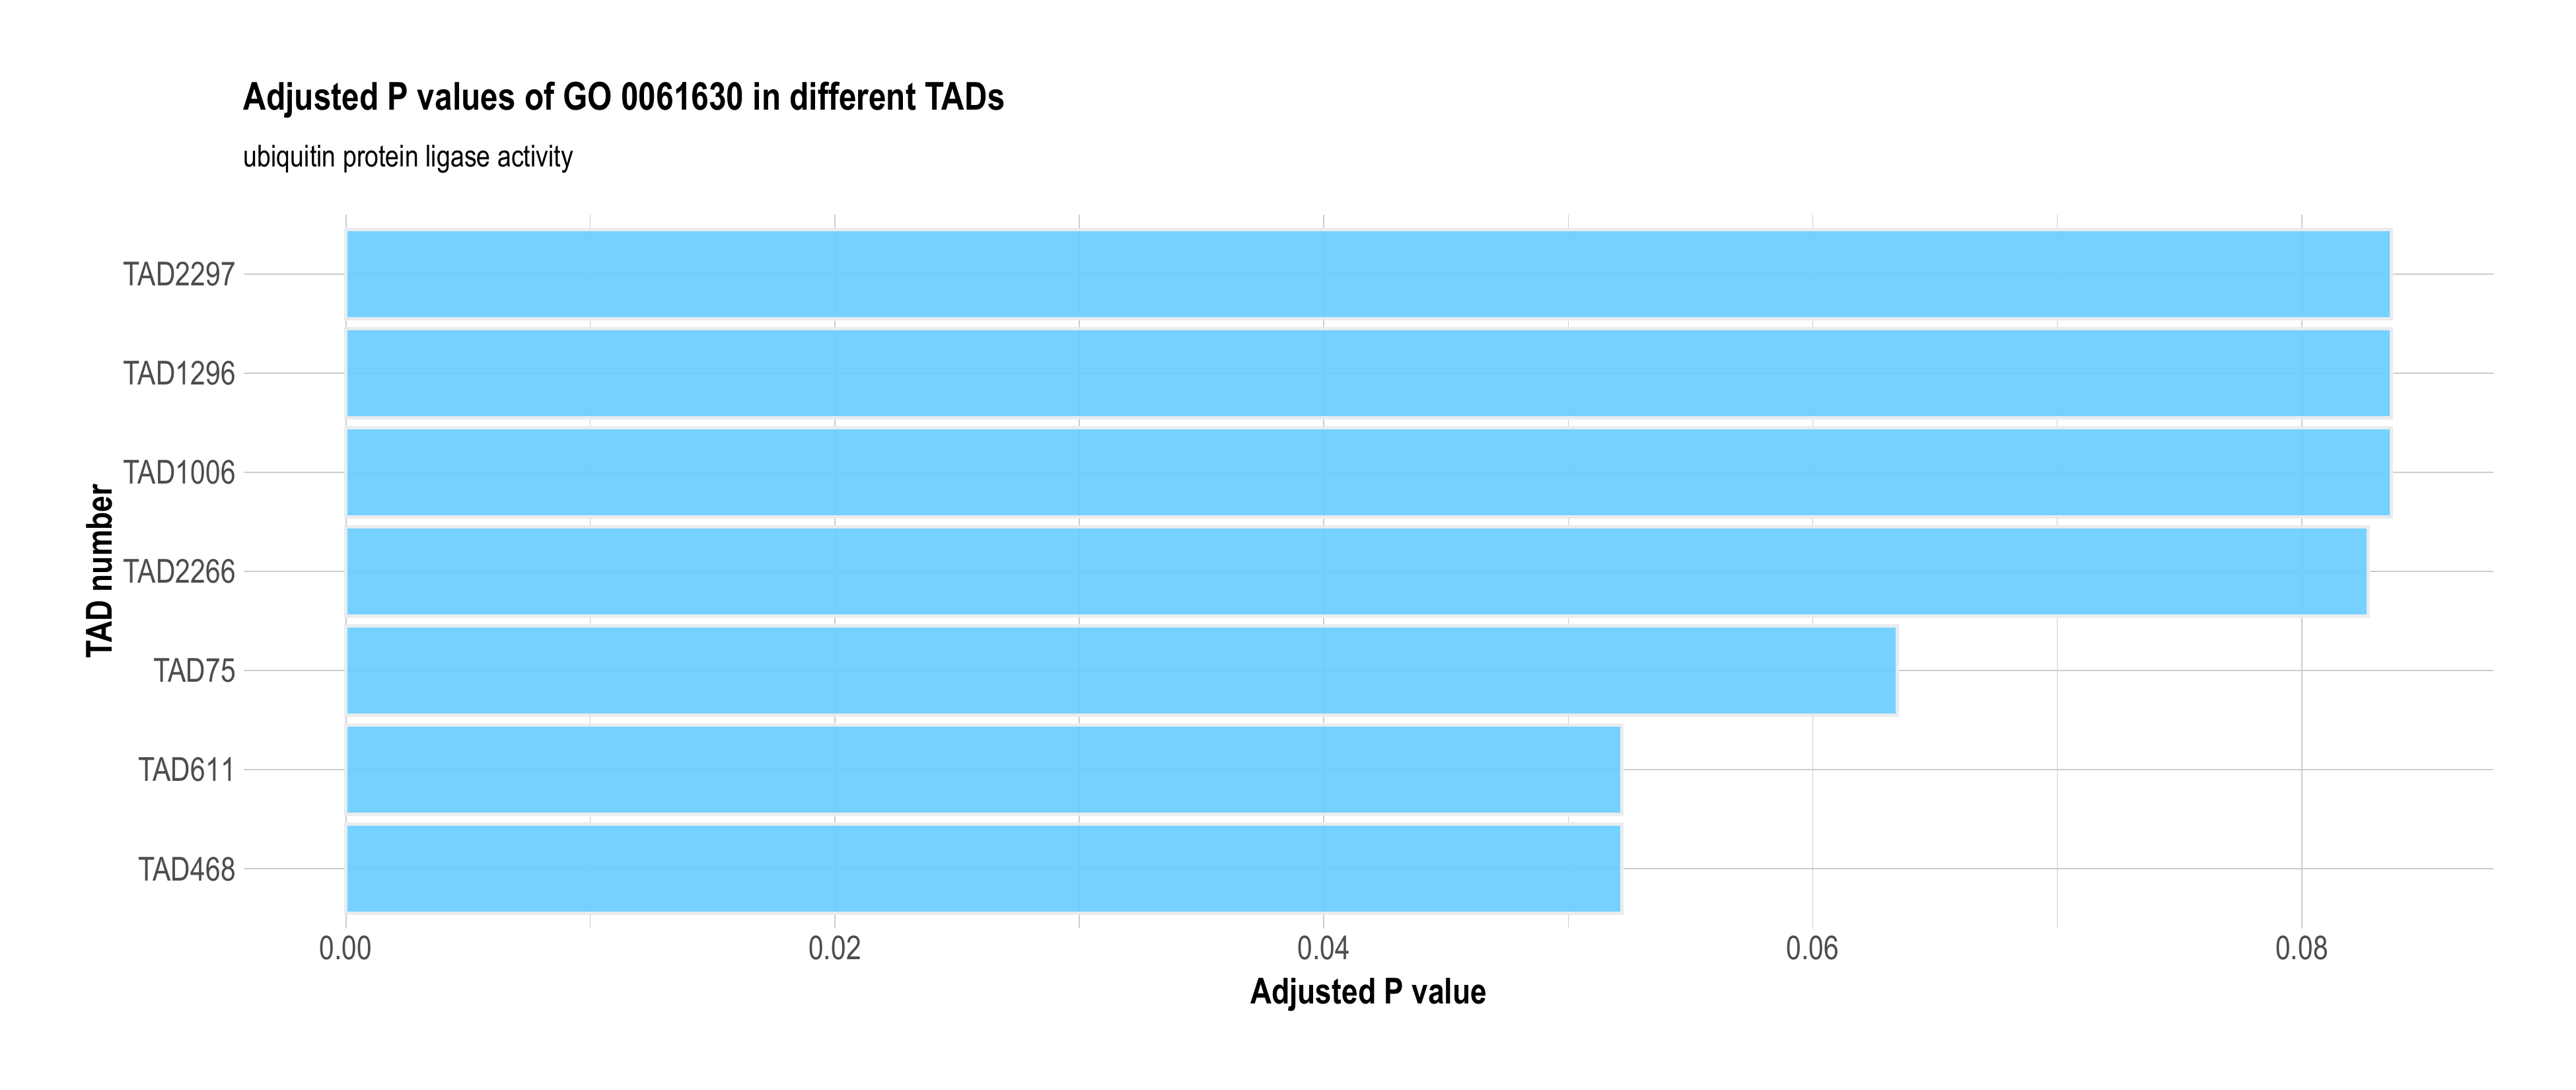 Adjusted P values of GO 0061630 in different TADs
ubiquitin protein ligase activity
TAD number
TAD2297
TAD1296
TAD1006
TAD2266
TAD75
TAD611
TAD468
0.00 0.02 0.04 0.06 0.08
Adjusted P value